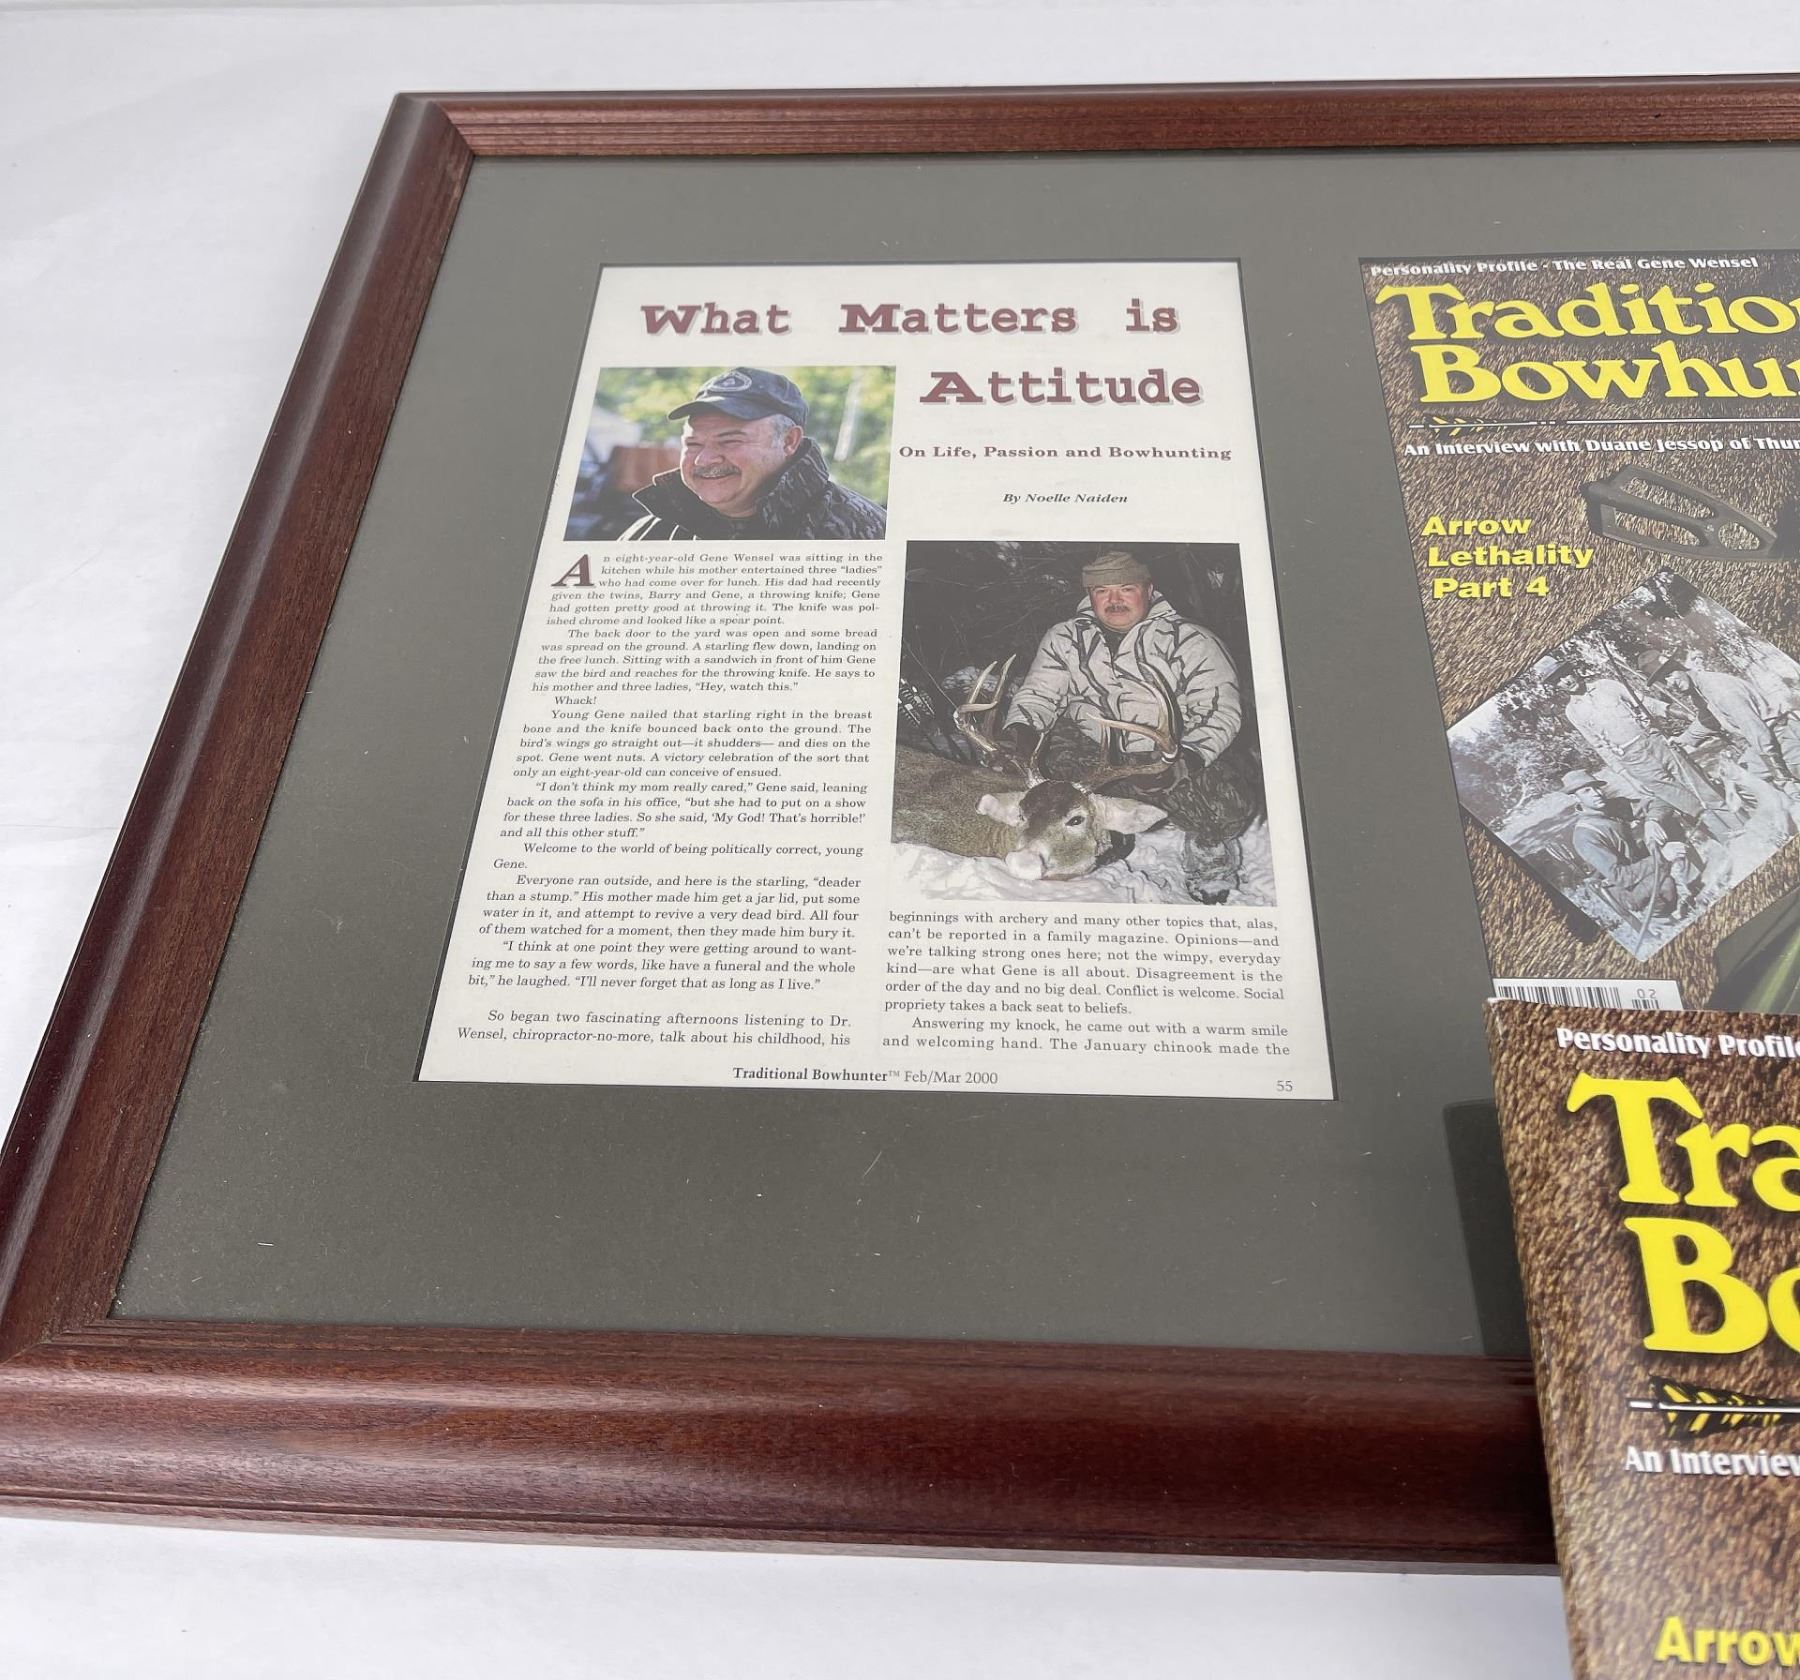 What Matters is
Attitude
On Life, Passion and Bowhunting
By Noelle Naiden
An eight-year-old Gene Wensel was sitting in the
kitchen while his mother entertained three “ladies”
who had come over for lunch. His dad had recently
given the twins, Barry and Gene, a throwing knife; Gene
had gotten pretty good at throwing it. The knife was pol-
ished chrome and looked like a spear point.
The back door to the yard was open and some bread
was spread on the ground. A starling flew down, landing on
the free lunch. Sitting with a sandwich in front of him Gene
saw the bird and reaches for the throwing knife. He says to
his mother and three ladies, “Hey, watch this.”
Whack!
Young Gene nailed that starling right in the breast
bone and the knife bounced back onto the ground. The
bird's wings go straight out—it shudders— and dies on the
spot. Gene went nuts. A victory celebration of the sort that
only an eight-year-old can conceive of ensued.
“I don't think my mom really cared,” Gene said, leaning
back on the sofa in his office, “but she had to put on a show
for these three ladies. So she said, ‘My God! That's horrible!’
and all this other stuff.”
Welcome to the world of being politically correct, young
Gene.
Everyone ran outside, and here is the starling, “deader
than a stump.” His mother made him get a jar lid, put some
water in it, and attempt to revive a very dead bird. All four
of them watched for a moment, then they made him bury it.
“I think at one point they were getting around to want-
ing me to say a few words, like have a funeral and the whole
bit,” he laughed. “I'll never forget that as long as I live.”
So began two fascinating afternoons listening to Dr.
Wensel, chiropractor-no-more, talk about his childhood, his
beginnings with archery and many other topics that, alas,
can't be reported in a family magazine. Opinions—and
we're talking strong ones here; not the wimpy, everyday
kind—are what Gene is all about. Disagreement is the
order of the day and no big deal. Conflict is welcome. Social
propriety takes a back seat to beliefs.
Answering my knock, he came out with a warm smile
and welcoming hand. The January chinook made the
Traditional Bowhunter™ Feb/Mar 2000
55
Personality Profile - The Real Gene Wensel
Traditio
Bowhu
An Interview with Duane Jessop of Thun
Arrow
Lethality
Part 4
02
Personality Profile
Tra
Bo
An Interview
Arrow